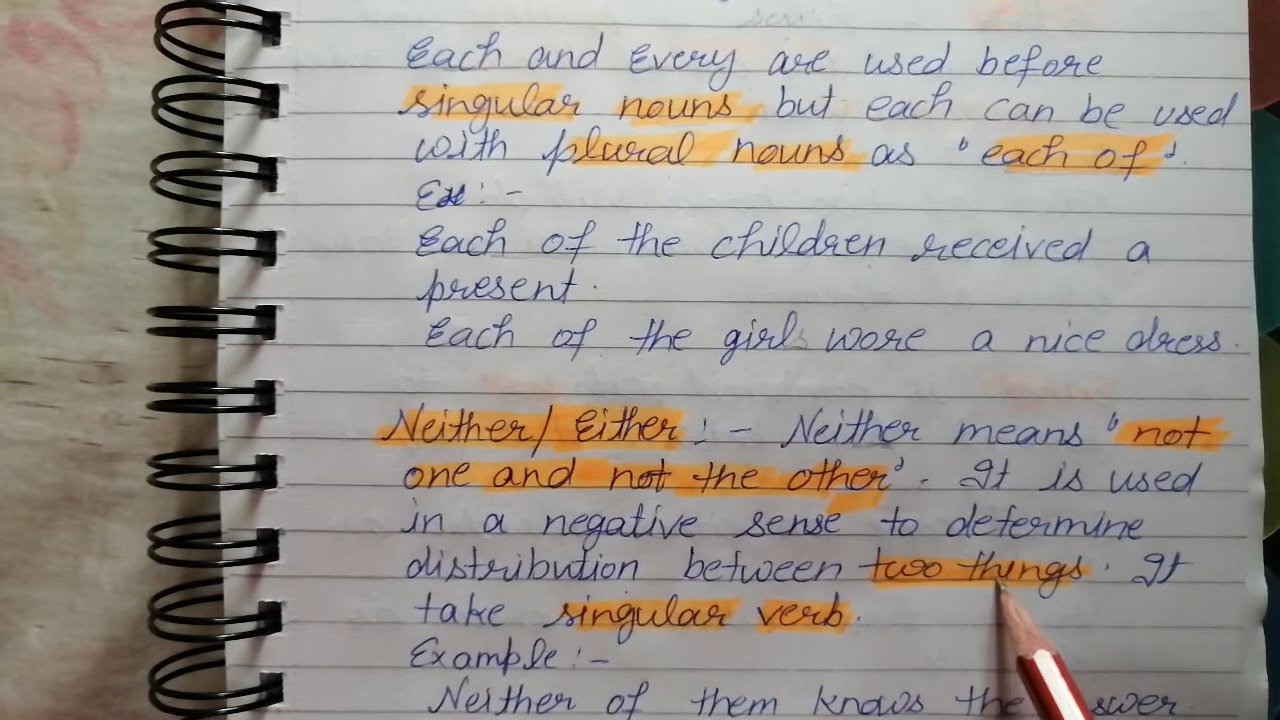 Each and Every are used before
singular nouns but each can be used
with plural nouns as 'each of'.
Ex:-
Each of the children received a
present.
Each of the girls wore a nice dress.
Neither/Either:- Neither means 'not
one and not the other'. It is used
in a negative sense to determine
distribution between two things. It
take singular verb.
Example:-
Neither of them knows the